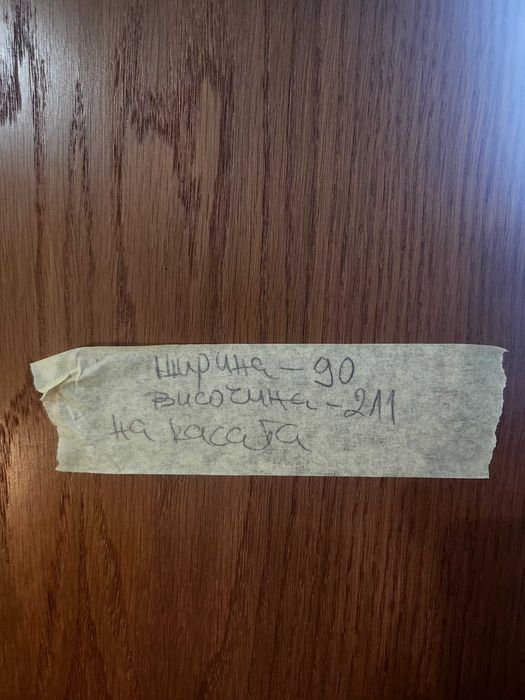 ширина - 90
височина - 211
на касата